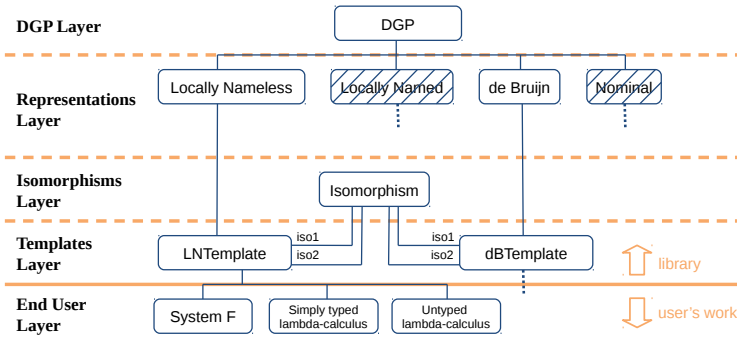 DGP Layer
DGP
Representations
Layer
Locally Nameless
Locally Named
de Bruijn
Nominal
Isomorphisms
Layer
Isomorphism
Templates
Layer
LNTemplate
iso1
iso2
iso1
iso2
dBTemplate
library
End User
Layer
System F
Simply typed
lambda-calculus
Untyped
lambda-calculus
user's work